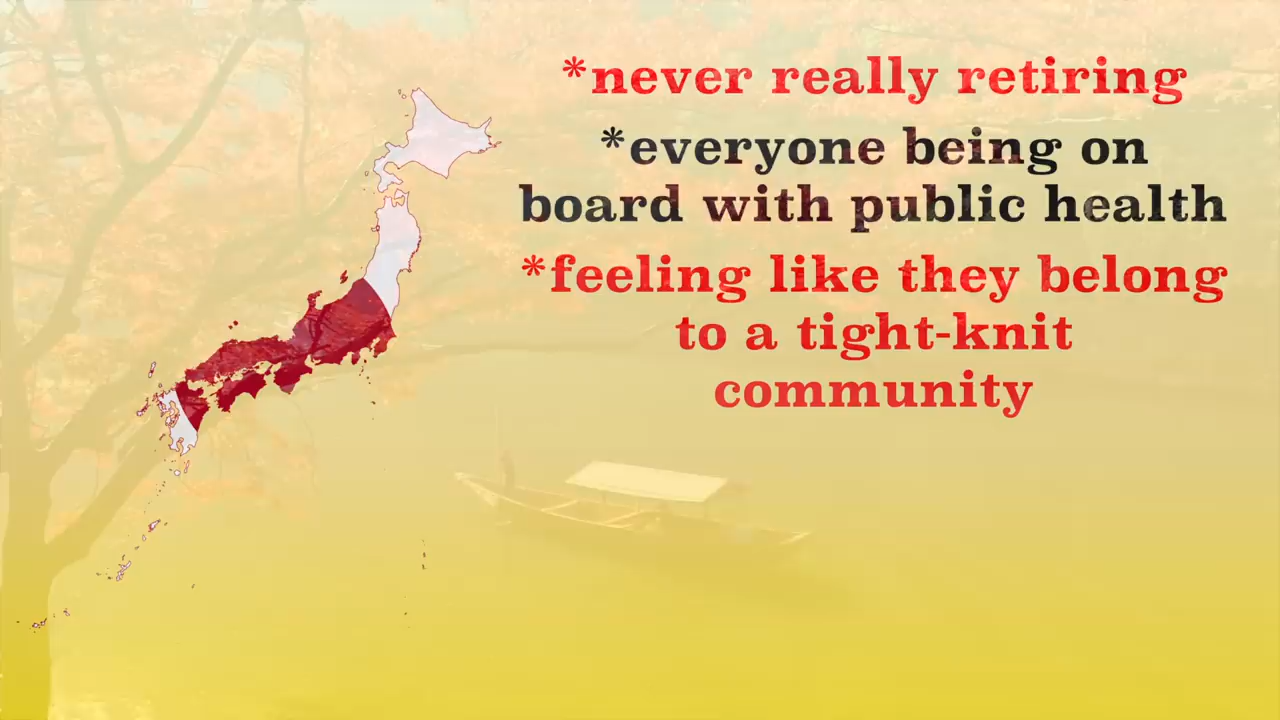 *never really retiring
*everyone being on
board with public health
*feeling like they belong
to a tight-knit
community